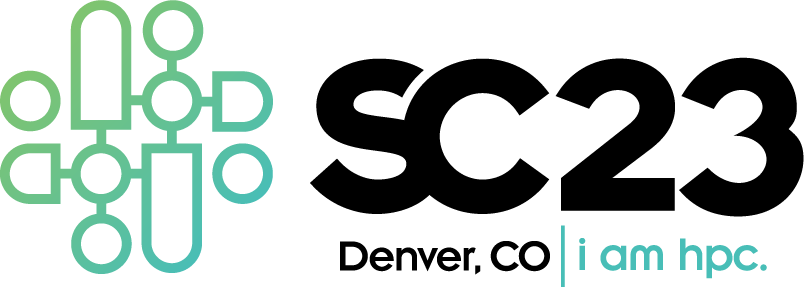 SC23
Denver, CO | i am hpc.